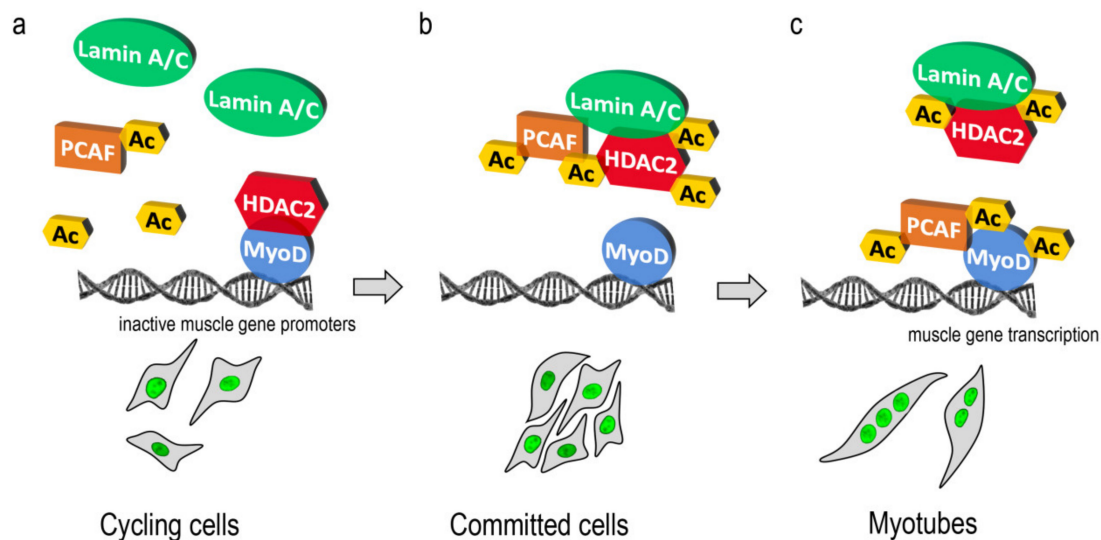 a
Lamin A/C
Lamin A/C
PCAF
Ac
Ac
Ac
HDAC2
MyoD
inactive muscle gene promoters
Cycling cells
b
Lamin A/C
PCAF
Ac
HDAC2
Ac
Ac
Ac
MyoD
Committed cells
c
Lamin A/C
Ac
Ac
HDAC2
PCAF
Ac
Ac
Ac
MyoD
muscle gene transcription
Myotubes